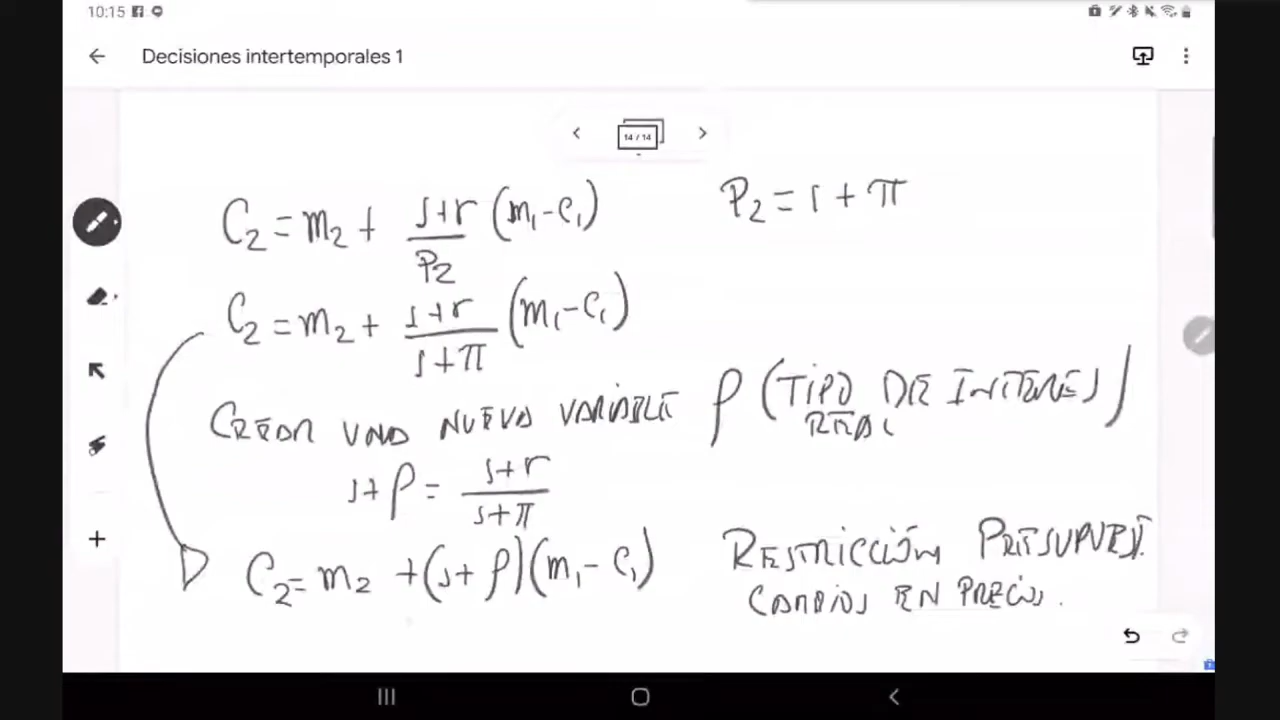 10:15
Decisiones intertemporales 1
14 / 14
C₂ = m₂ + (1+r)/P₂ (m₁ - c₁)
P₂ = 1 + π
C₂ = m₂ + (1+r)/(1+π) (m₁ - c₁)
CREAR UNA NUEVA VARIABLE ρ (TIPO DE INTERES REAL)
1 + ρ = (1+r)/(1+π)
C₂ = m₂ + (1+ρ)(m₁ - c₁)
RESTRICCIÓN PRESUPUEST.
CAMBIOS EN PRECIOS.